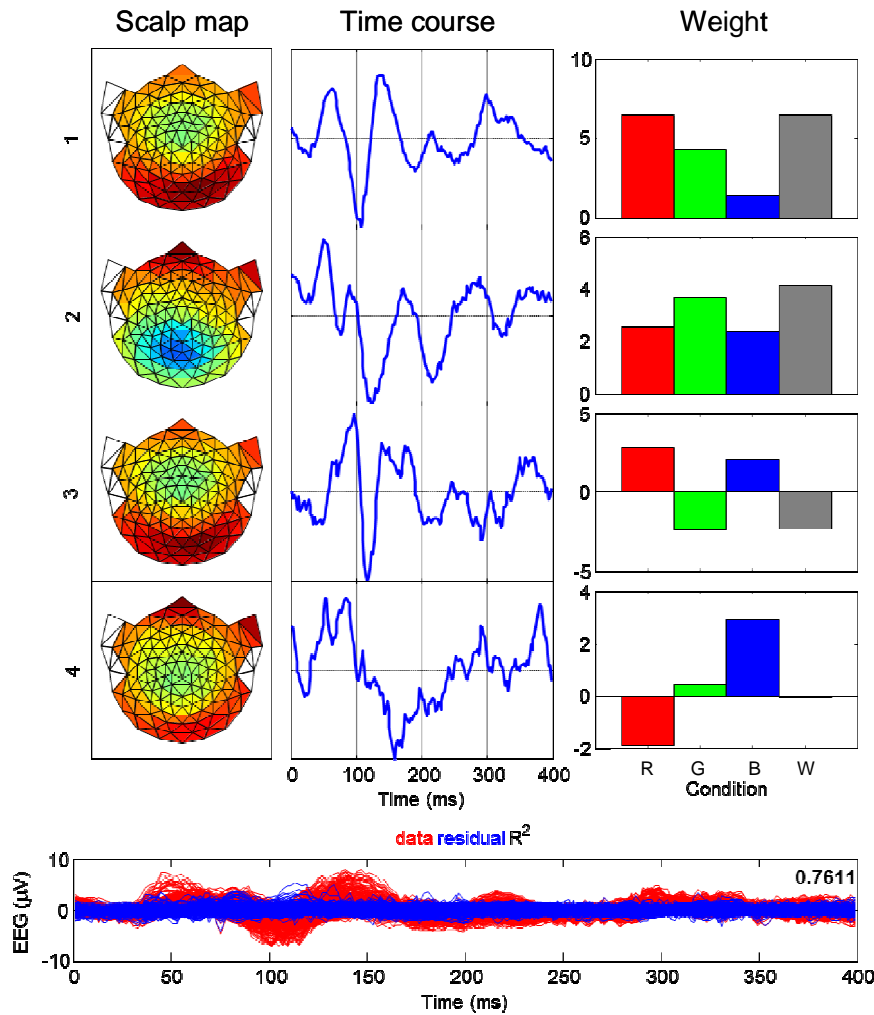 Scalp map Time course Weight
1
10
5
0
2
6
4
2
0
3
5
0
-5
4
4
2
0
-2
0 100 200 300 400
Time (ms)
R G B W
Condition
data residual R²
EEG (µV)
10
0
-10
0.7611
0 50 100 150 200 250 300 350 400
Time (ms)